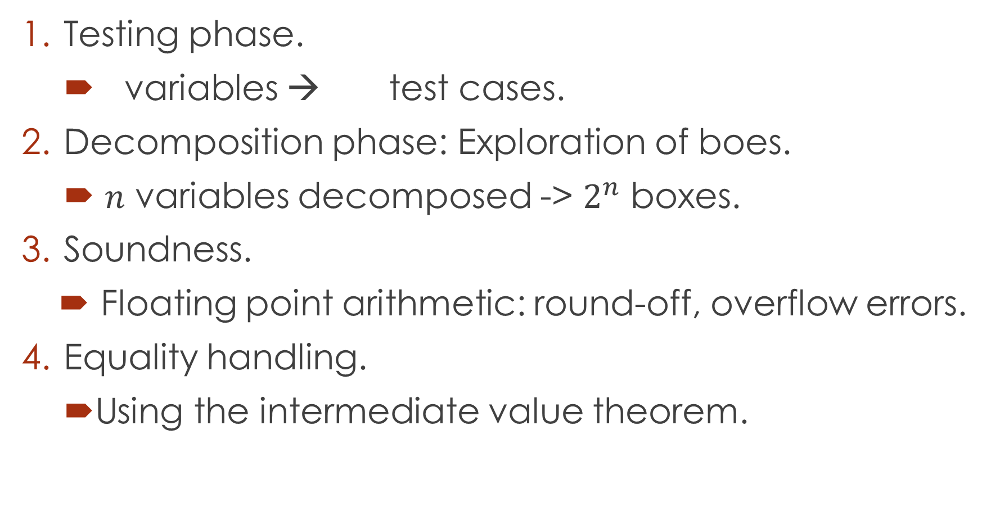 1. Testing phase.
variables → test cases.
2. Decomposition phase: Exploration of boes.
n variables decomposed -> 2ⁿ boxes.
3. Soundness.
Floating point arithmetic: round-off, overflow errors.
4. Equality handling.
Using the intermediate value theorem.